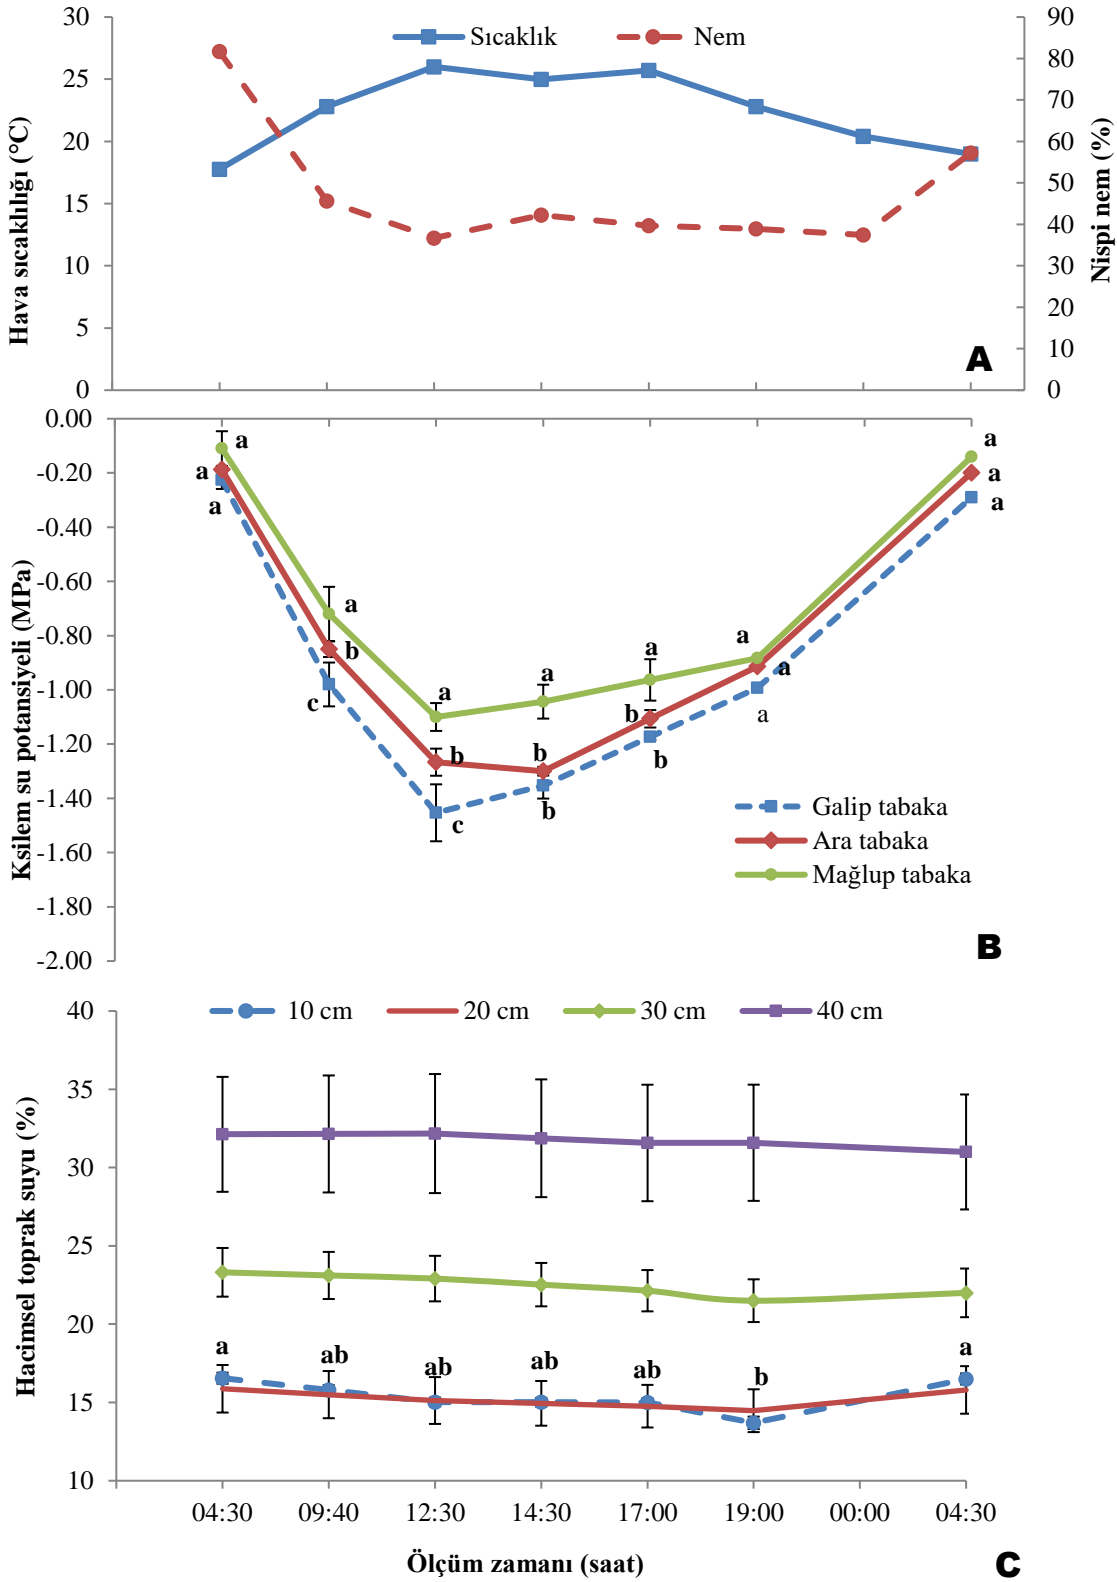 Sıcaklık Nem
Hava sıcaklılığı (°C)
30
25
20
15
10
5
0
Nispi nem (%)
90
80
70
60
50
40
30
20
10
0
A
Ksilem su potansiyeli (MPa)
0.00
-0.20
-0.40
-0.60
-0.80
-1.00
-1.20
-1.40
-1.60
-1.80
-2.00
a
a
a
a
b
c
a
b
c
a
b
b
a
b
b
a
a
a
a
a
a
Galip tabaka
Ara tabaka
Mağlup tabaka
B
10 cm 20 cm 30 cm 40 cm
Hacimsel toprak suyu (%)
40
35
30
25
20
15
10
a ab ab ab ab b a
04:30 09:40 12:30 14:30 17:00 19:00 00:00 04:30
Ölçüm zamanı (saat)
C